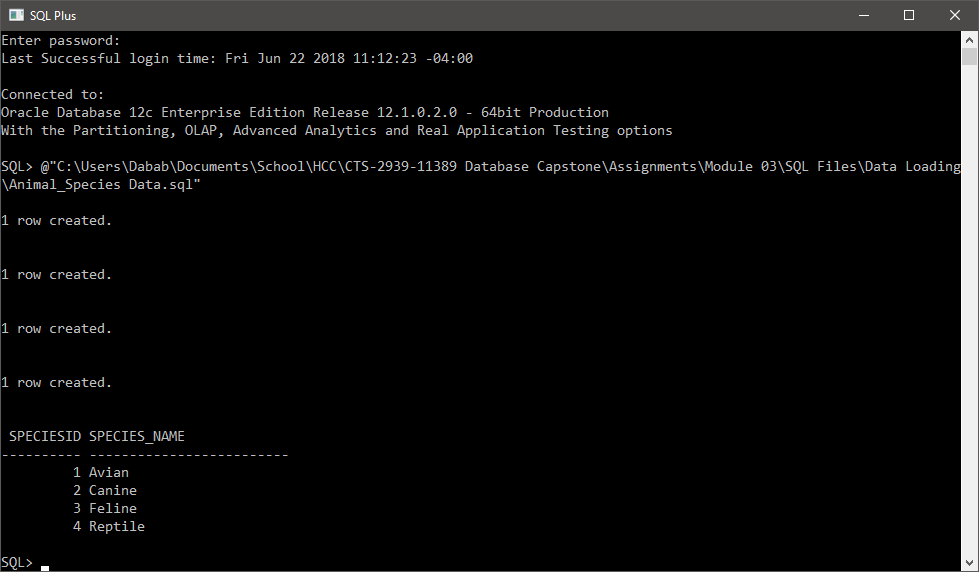 SQL Plus
Enter password:
Last Successful login time: Fri Jun 22 2018 11:12:23 -04:00
Connected to:
Oracle Database 12c Enterprise Edition Release 12.1.0.2.0 - 64bit Production
With the Partitioning, OLAP, Advanced Analytics and Real Application Testing options
SQL> @"C:\Users\Dabab\Documents\School\HCC\CTS-2939-11389 Database Capstone\Assignments\Module 03\SQL Files\Data Loading
\Animal_Species Data.sql"
1 row created.
1 row created.
1 row created.
1 row created.
 SPECIESID SPECIES_NAME
---------- -------------------------
         1 Avian
         2 Canine
         3 Feline
         4 Reptile
SQL>